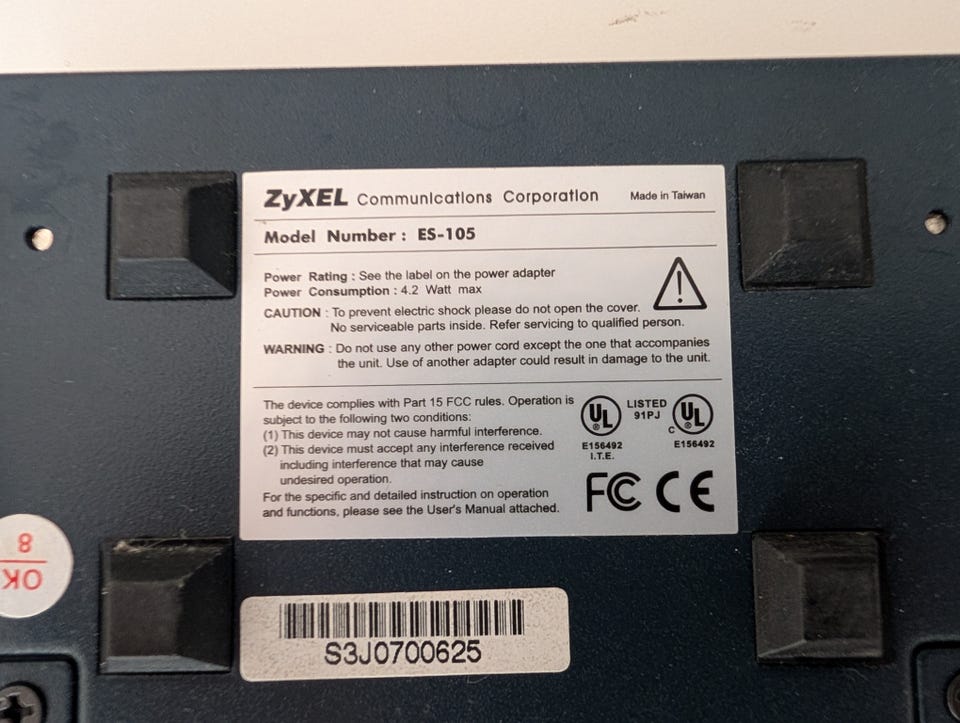 ZyXEL Communications Corporation Made in Taiwan
Model Number : ES-105
Power Rating : See the label on the power adapter
Power Consumption : 4.2 Watt max
CAUTION : To prevent electric shock please do not open the cover.
No serviceable parts inside. Refer servicing to qualified person.
WARNING : Do not use any other power cord except the one that accompanies
the unit. Use of another adapter could result in damage to the unit.
The device complies with Part 15 FCC rules. Operation is
subject to the following two conditions:
(1) This device may not cause harmful interference.
(2) This device must accept any interference received
including interference that may cause
undesired operation.
For the specific and detailed instruction on operation
and functions, please see the User's Manual attached.
UL ® LISTED C UL ®
91PJ
E156492 E156492
I.T.E.
FC CE
OK
8
S3J0700625